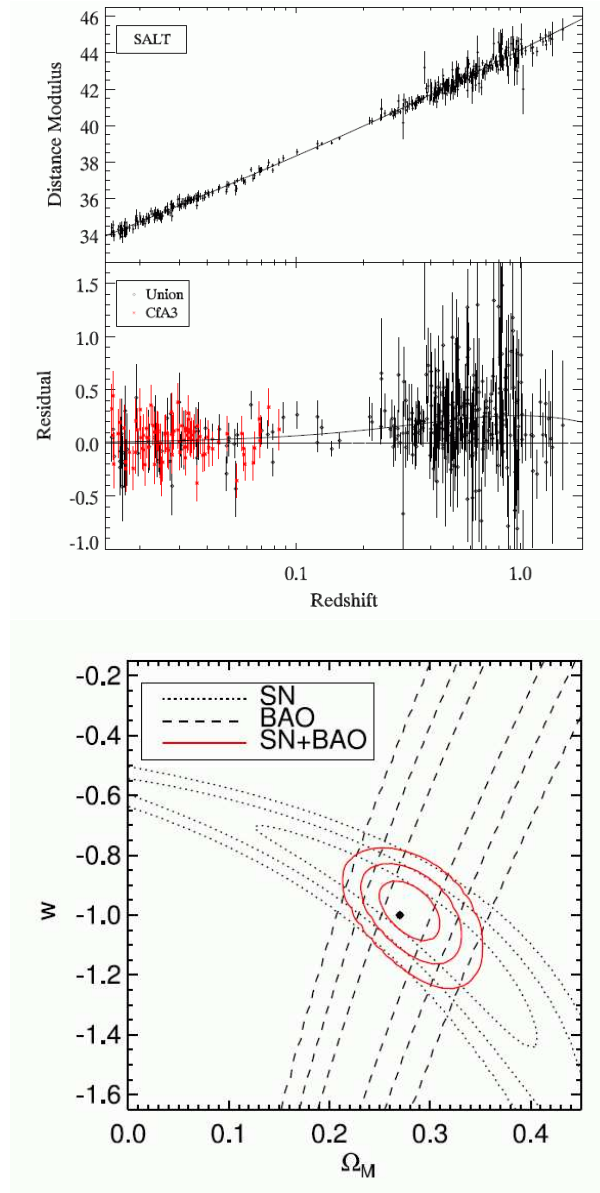 46
44
42
40
38
36
34
Distance Modulus
SALT
1.5
1.0
0.5
0.0
-0.5
-1.0
Residual
Union
CfA3
0.1
1.0
Redshift
-0.2
-0.4
-0.6
-0.8
-1.0
-1.2
-1.4
-1.6
w
SN
BAO
SN+BAO
0.0
0.1
0.2
0.3
0.4
Ω_M